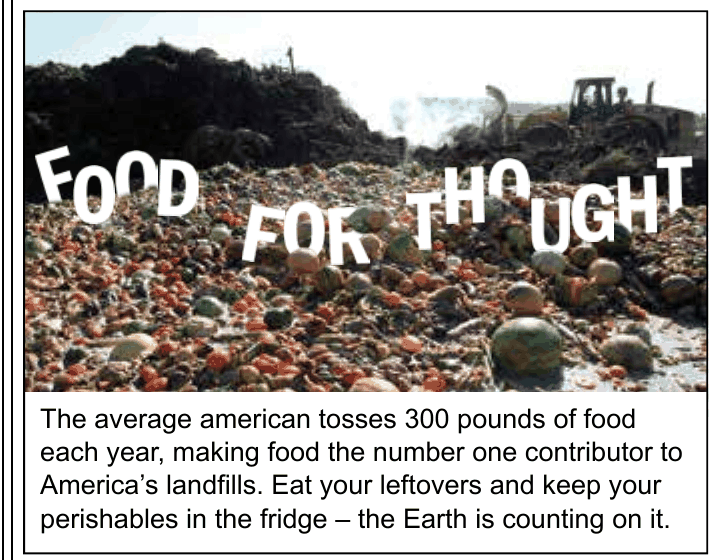 FOOD FOR THOUGHT
The average american tosses 300 pounds of food
each year, making food the number one contributor to
America’s landfills. Eat your leftovers and keep your
perishables in the fridge – the Earth is counting on it.